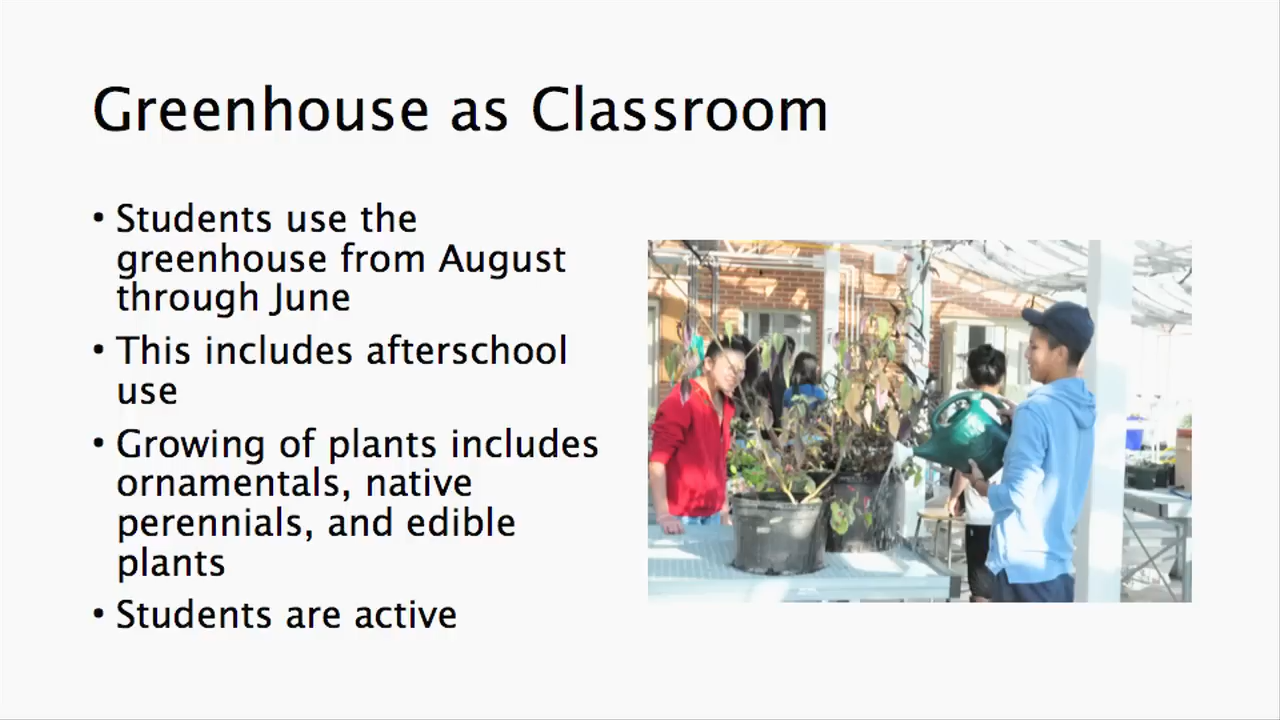 Greenhouse as Classroom
• Students use the
greenhouse from August
through June
• This includes afterschool
use
• Growing of plants includes
ornamentals, native
perennials, and edible
plants
• Students are active